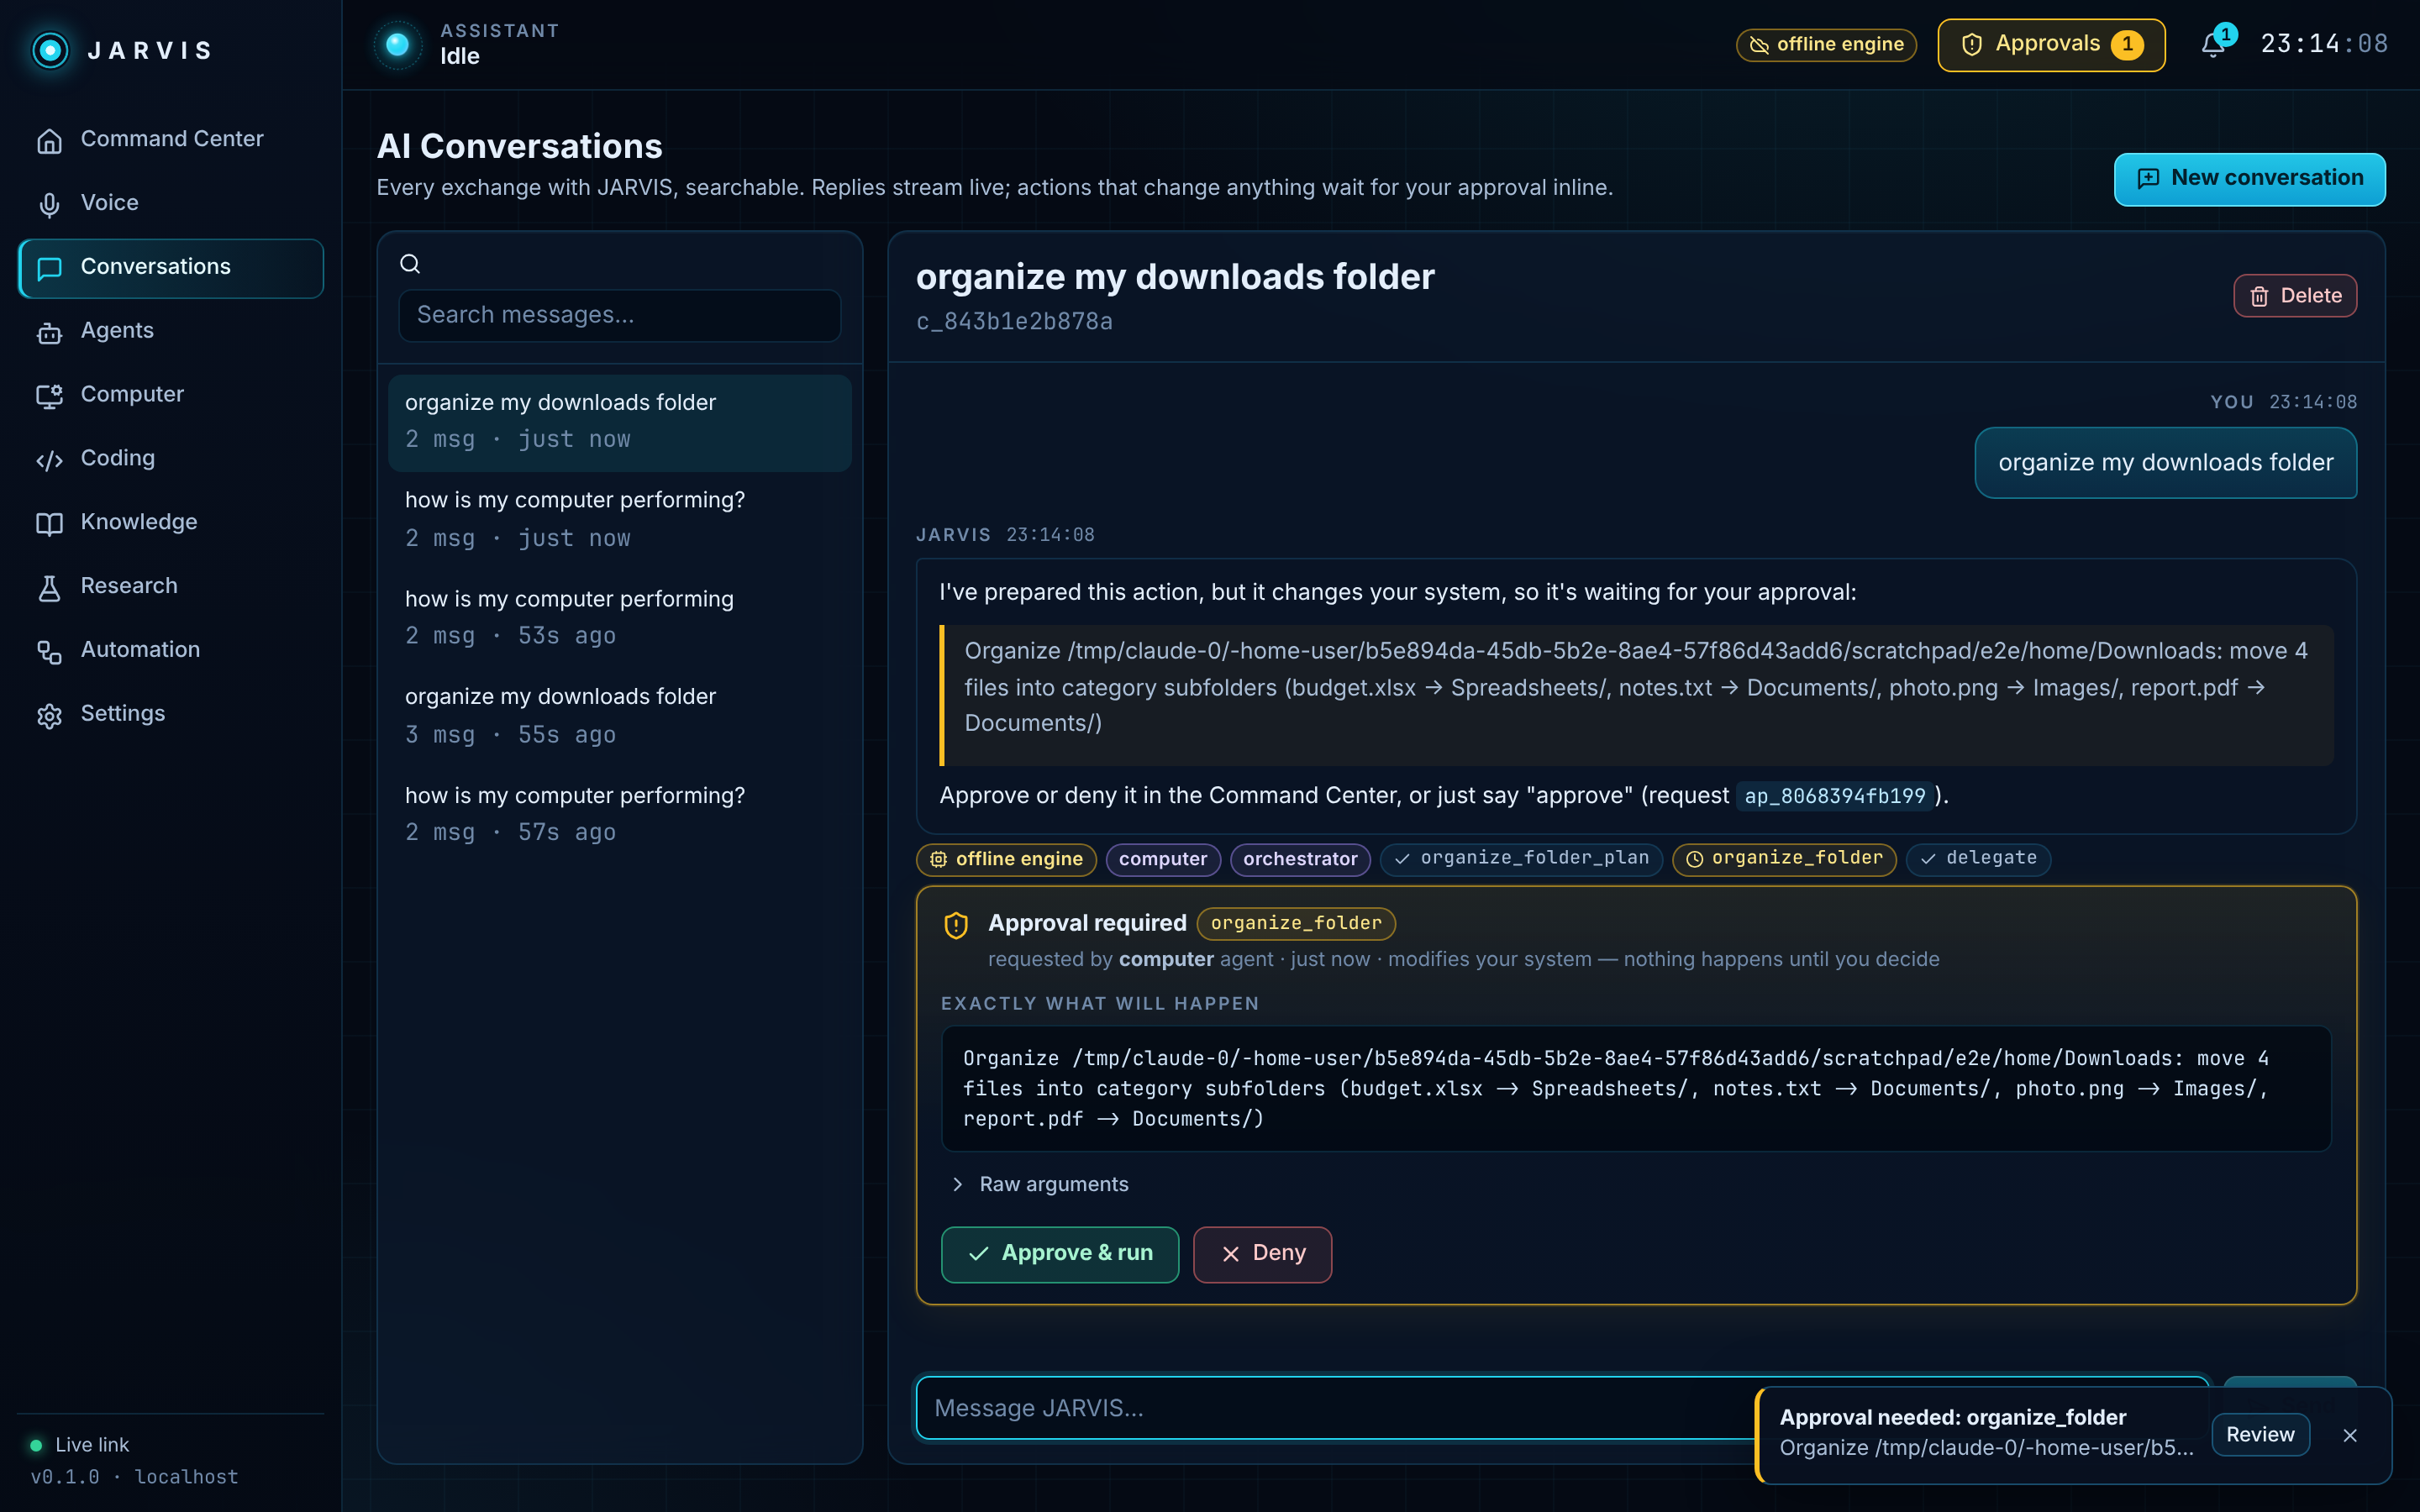 JARVIS
Command Center
Voice
Conversations
Agents
Computer
Coding
Knowledge
Research
Automation
Settings
Live link
v0.1.0 · localhost
ASSISTANT
Idle
offline engine
Approvals 1
1
23:14:08
AI Conversations
Every exchange with JARVIS, searchable. Replies stream live; actions that change anything wait for your approval inline.
New conversation
Search messages...
organize my downloads folder
2 msg · just now
how is my computer performing?
2 msg · just now
how is my computer performing
2 msg · 53s ago
organize my downloads folder
3 msg · 55s ago
how is my computer performing?
2 msg · 57s ago
organize my downloads folder
c_843b1e2b878a
Delete
YOU 23:14:08
organize my downloads folder
JARVIS 23:14:08
I've prepared this action, but it changes your system, so it's waiting for your approval:
Organize /tmp/claude-0/-home-user/b5e894da-45db-5b2e-8ae4-57f86d43add6/scratchpad/e2e/home/Downloads: move 4
files into category subfolders (budget.xlsx → Spreadsheets/, notes.txt → Documents/, photo.png → Images/, report.pdf →
Documents/)
Approve or deny it in the Command Center, or just say "approve" (request ap_8068394fb199 ).
offline engine computer orchestrator organize_folder_plan organize_folder delegate
Approval required organize_folder
requested by computer agent · just now · modifies your system — nothing happens until you decide
EXACTLY WHAT WILL HAPPEN
Organize /tmp/claude-0/-home-user/b5e894da-45db-5b2e-8ae4-57f86d43add6/scratchpad/e2e/home/Downloads: move 4
files into category subfolders (budget.xlsx → Spreadsheets/, notes.txt → Documents/, photo.png → Images/,
report.pdf → Documents/)
Raw arguments
Approve & run
Deny
Message JARVIS...
Approval needed: organize_folder
Organize /tmp/claude-0/-home-user/b5...
Review